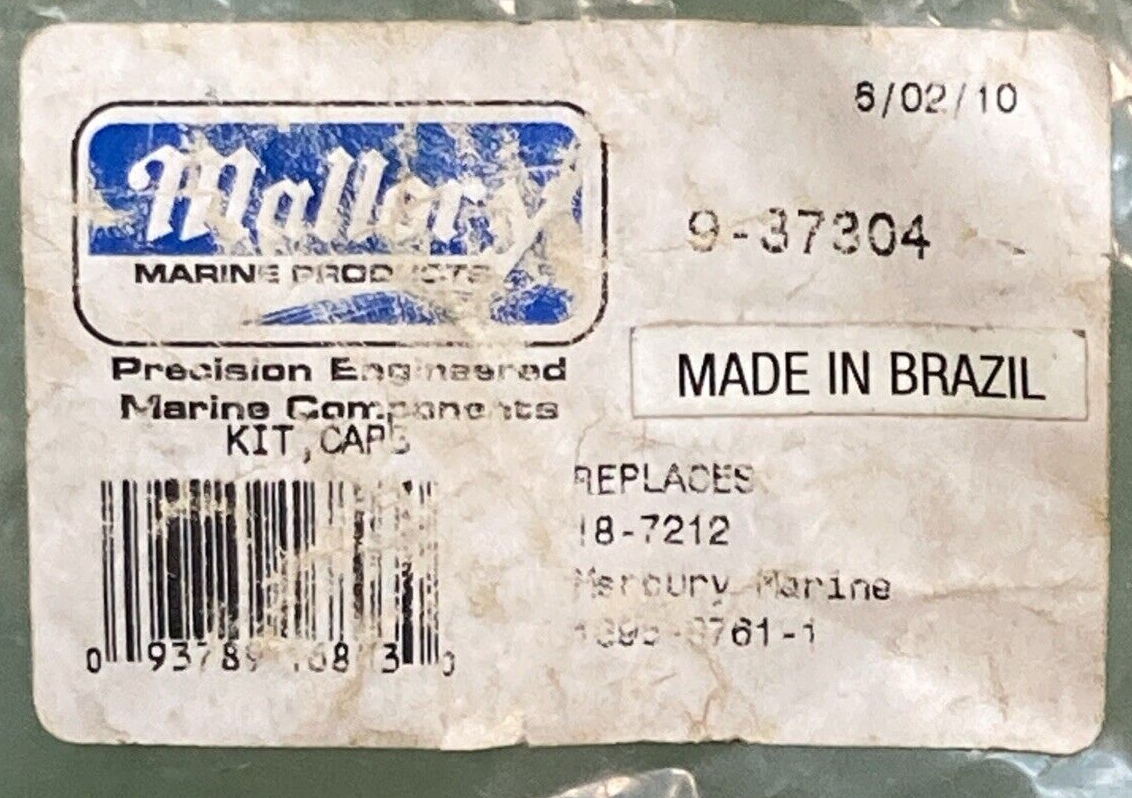 6/02/10
Mallory
MARINE PRODUCTS
9-37304
MADE IN BRAZIL
Precision Engineered
Marine Components
KIT,CARB
REPLACES
18-7212
Mercury Marine
0